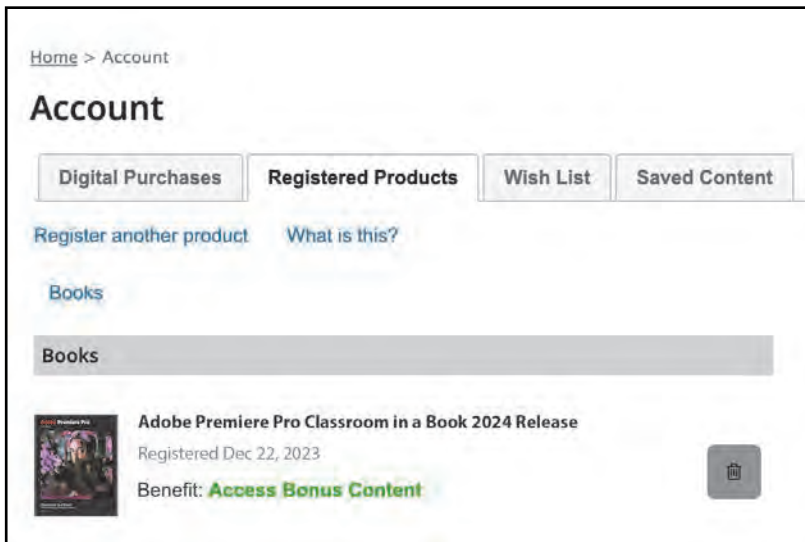 Home > Account
Account
Digital Purchases Registered Products Wish List Saved Content
Register another product What is this?
Books
Books
Adobe Premiere Pro Classroom in a Book 2024 Release
Registered Dec 22, 2023
Benefit: Access Bonus Content